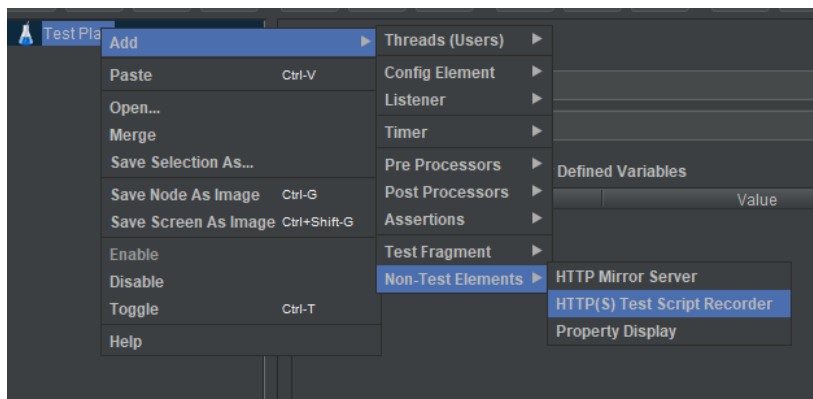 Test Pla
Add
Paste Ctrl-V
Open...
Merge
Save Selection As...
Save Node As Image Ctrl-G
Save Screen As Image Ctrl+Shift-G
Enable
Disable
Toggle Ctrl-T
Help
Threads (Users)
Config Element
Listener
Timer
Pre Processors
Post Processors
Assertions
Test Fragment
Non-Test Elements
HTTP Mirror Server
HTTP(S) Test Script Recorder
Property Display
Defined Variables
Value